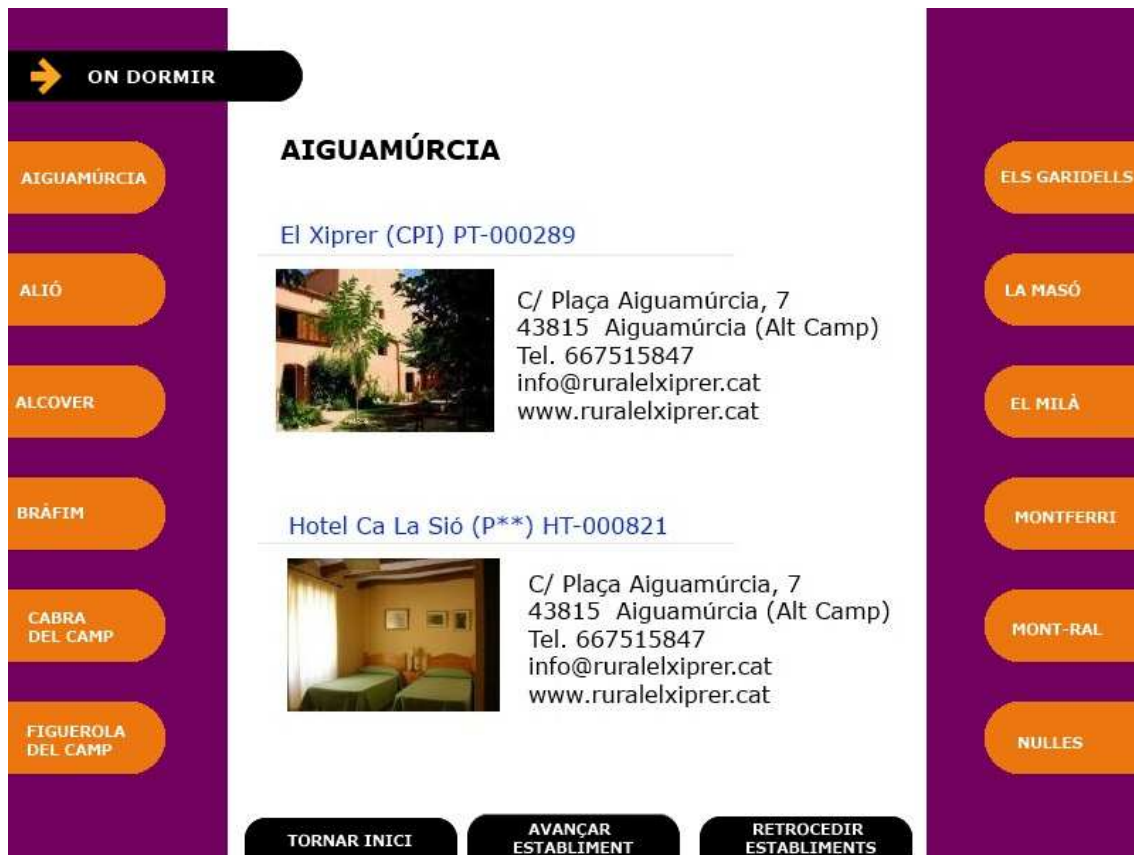 ON DORMIR
AIGUAMÚRCIA
ALIÓ
ALCOVER
BRÀFIM
CABRA
DEL CAMP
FIGUEROLA
DEL CAMP
AIGUAMÚRCIA
El Xiprer (CPI) PT-000289
C/ Plaça Aiguamúrcia, 7
43815 Aiguamúrcia (Alt Camp)
Tel. 667515847
info@ruralelxiprer.cat
www.ruralelxiprer.cat
Hotel Ca La Sió (P**) HT-000821
C/ Plaça Aiguamúrcia, 7
43815 Aiguamúrcia (Alt Camp)
Tel. 667515847
info@ruralelxiprer.cat
www.ruralelxiprer.cat
ELS GARIDELLS
LA MASÓ
EL MILÀ
MONTFERRI
MONT-RAL
NULLES
TORNAR INICI
AVANÇAR
ESTABLIMENT
RETROCEDIR
ESTABLIMENTS